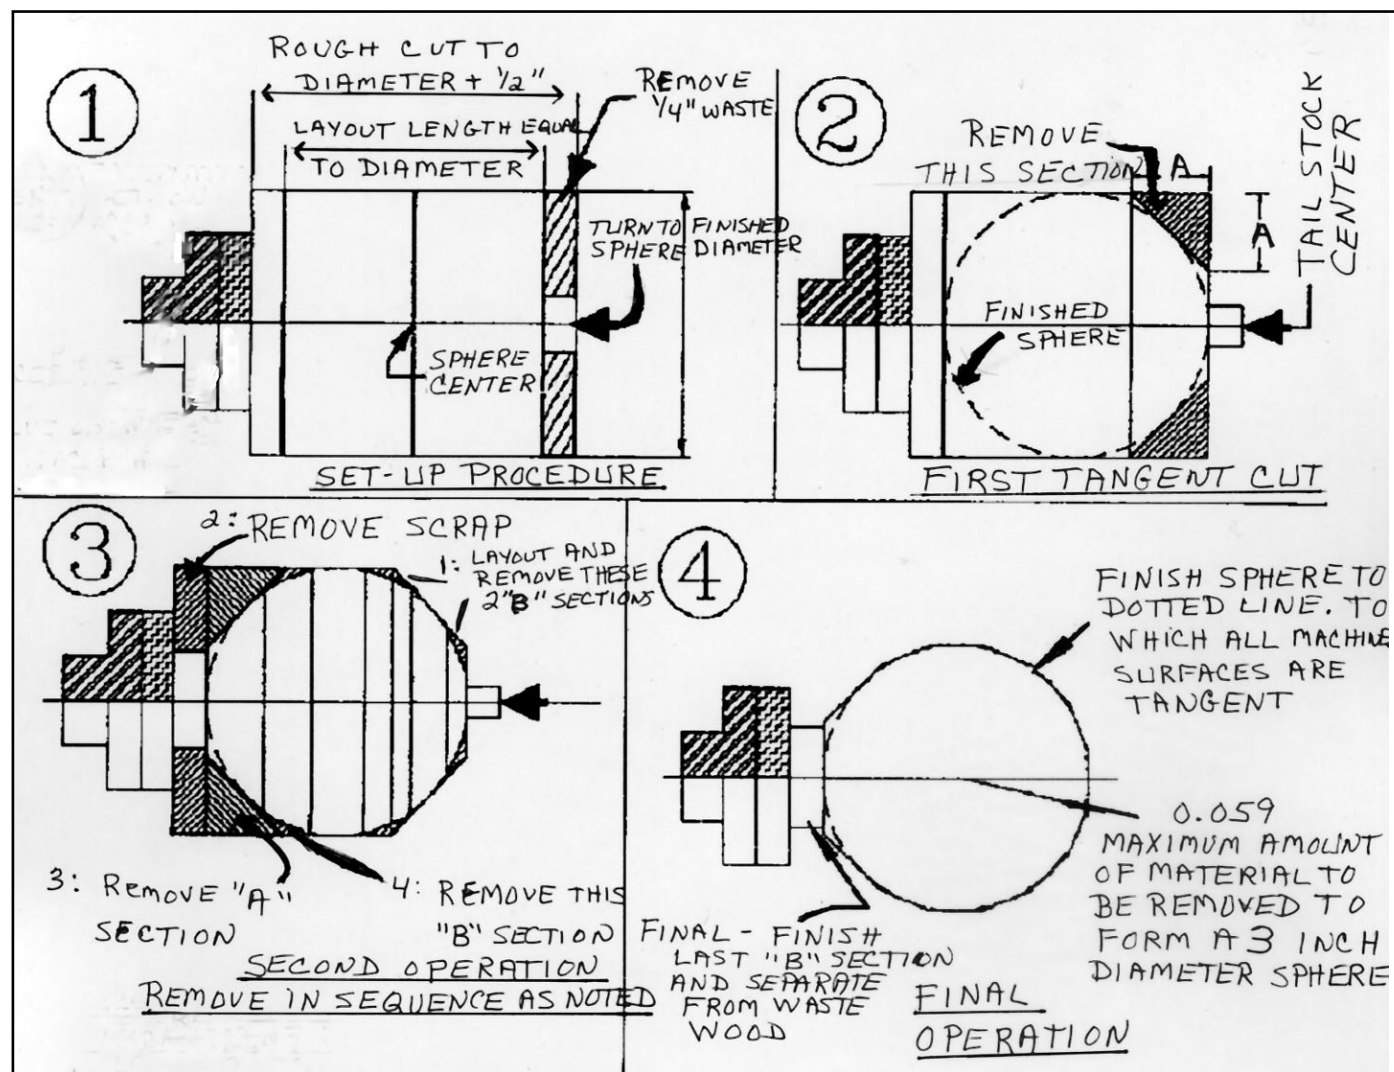 1
ROUGH CUT TO
DIAMETER + 1/2"
LAYOUT LENGTH EQUAL
TO DIAMETER
REMOVE
1/4" WASTE
TURN TO FINISHED
SPHERE DIAMETER
SPHERE
CENTER
SET-UP PROCEDURE
2
REMOVE
THIS SECTION
A
A
TAIL STOCK
CENTER
FINISHED
SPHERE
FIRST TANGENT CUT
3
2: REMOVE SCRAP
1: LAYOUT AND
REMOVE THESE
2 "B" SECTIONS
3: REMOVE "A"
SECTION
4: REMOVE THIS
"B" SECTION
SECOND OPERATION
REMOVE IN SEQUENCE AS NOTED
4
FINISH SPHERE TO
DOTTED LINE. TO
WHICH ALL MACHINE
SURFACES ARE
TANGENT
0.059
MAXIMUM AMOUNT
OF MATERIAL TO
BE REMOVED TO
FORM A 3 INCH
DIAMETER SPHERE
FINAL - FINISH
LAST "B" SECTION
AND SEPARATE
FROM WASTE
WOOD
FINAL
OPERATION